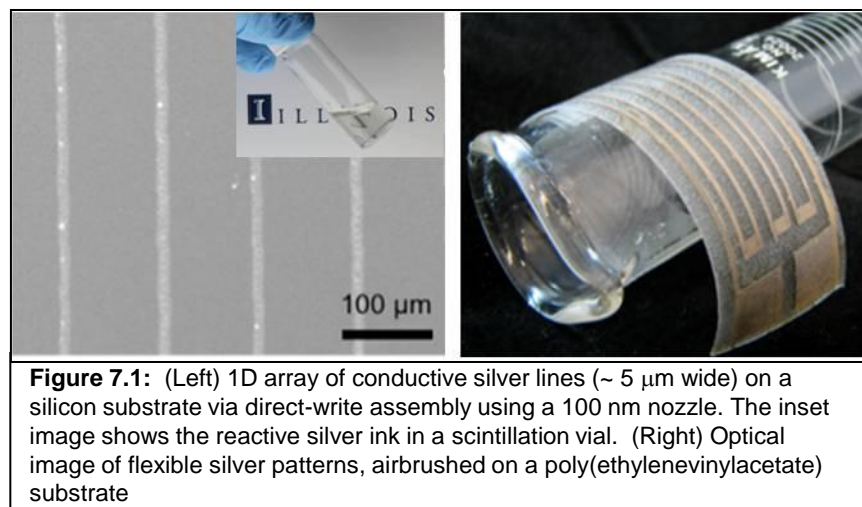 I ILLINOIS
100 μm
KIMAX
Figure 7.1: (Left) 1D array of conductive silver lines (~ 5 μm wide) on a
silicon substrate via direct-write assembly using a 100 nm nozzle. The inset
image shows the reactive silver ink in a scintillation vial. (Right) Optical
image of flexible silver patterns, airbrushed on a poly(ethylenevinylacetate)
substrate